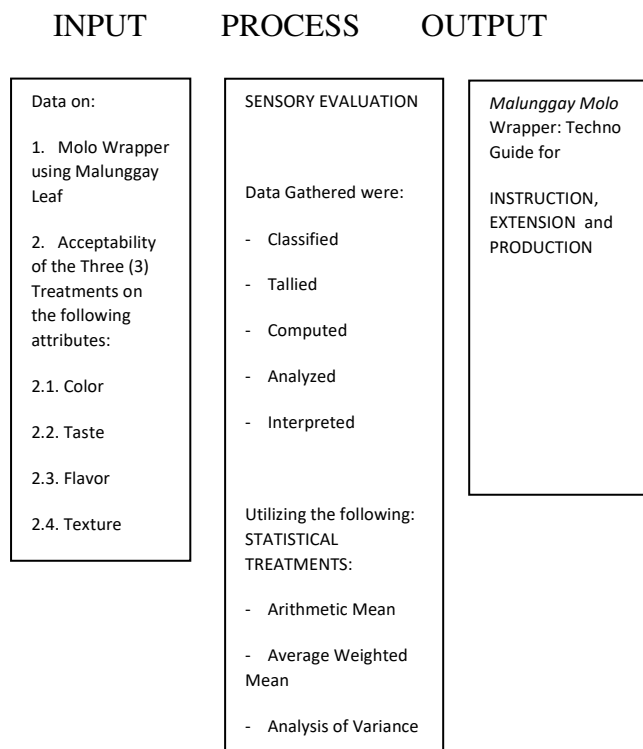 INPUT PROCESS OUTPUT
Data on:
1. Molo Wrapper
using Malunggay
Leaf
2. Acceptability
of the Three (3)
Treatments on
the following
attributes:
2.1. Color
2.2. Taste
2.3. Flavor
2.4. Texture
SENSORY EVALUATION
Data Gathered were:
- Classified
- Tallied
- Computed
- Analyzed
- Interpreted
Utilizing the following:
STATISTICAL
TREATMENTS:
- Arithmetic Mean
- Average Weighted
Mean
- Analysis of Variance
Malunggay Molo
Wrapper: Techno
Guide for
INSTRUCTION,
EXTENSION and
PRODUCTION